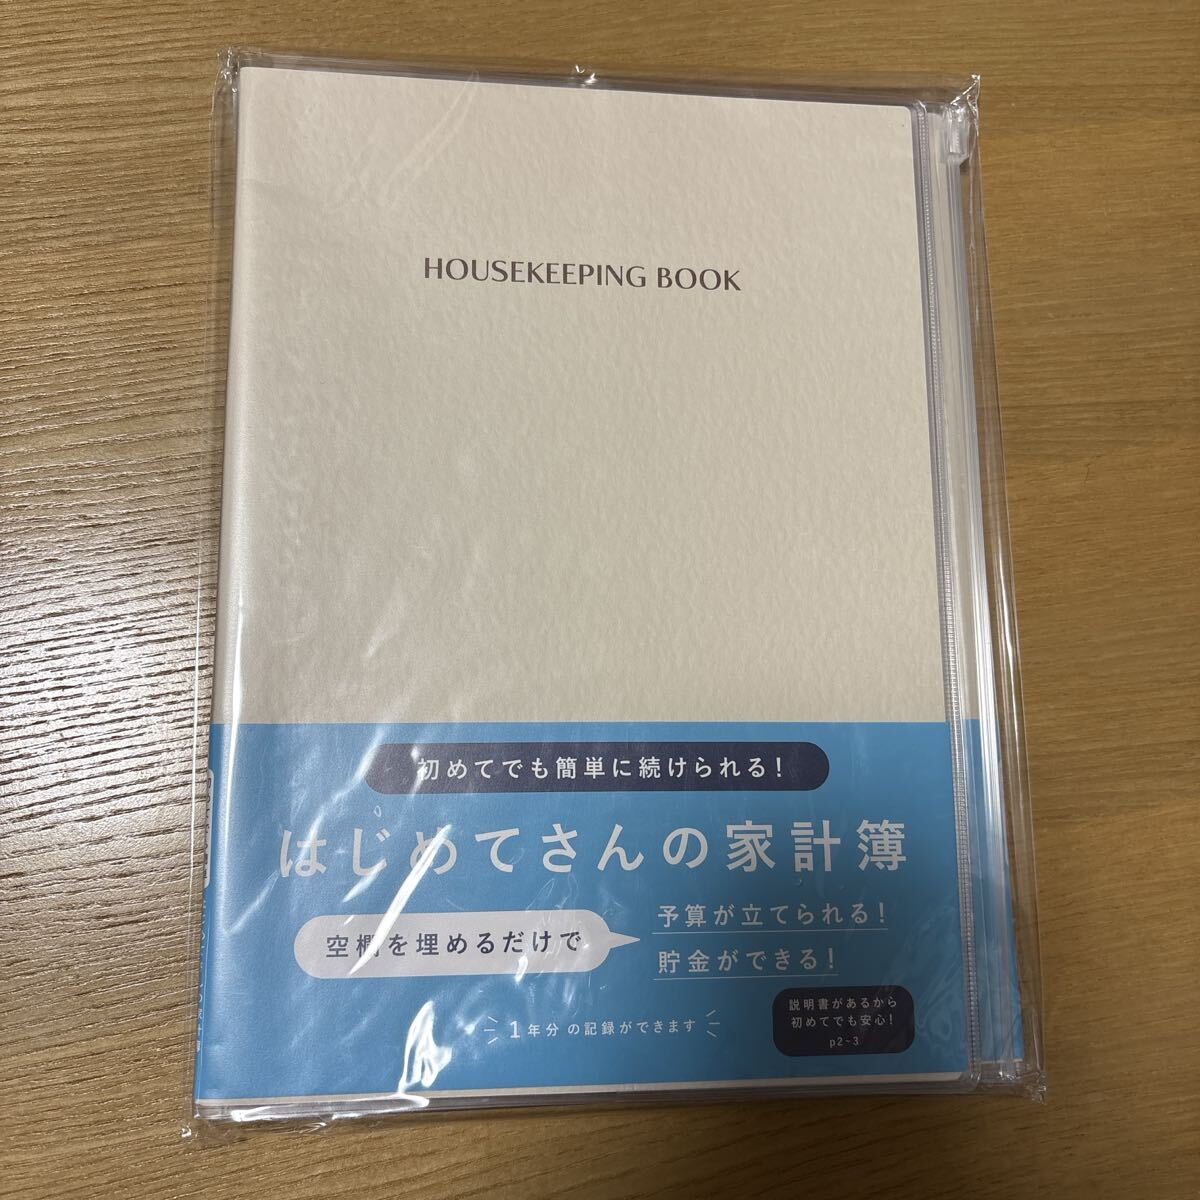 HOUSEKEEPING BOOK
初めてでも簡単に続けられる!
はじめてさんの家計簿
空欄を埋めるだけで
予算が立てられる!
貯金ができる!
1年分の記録ができます
説明書があるから
初めてでも安心!
p2~3